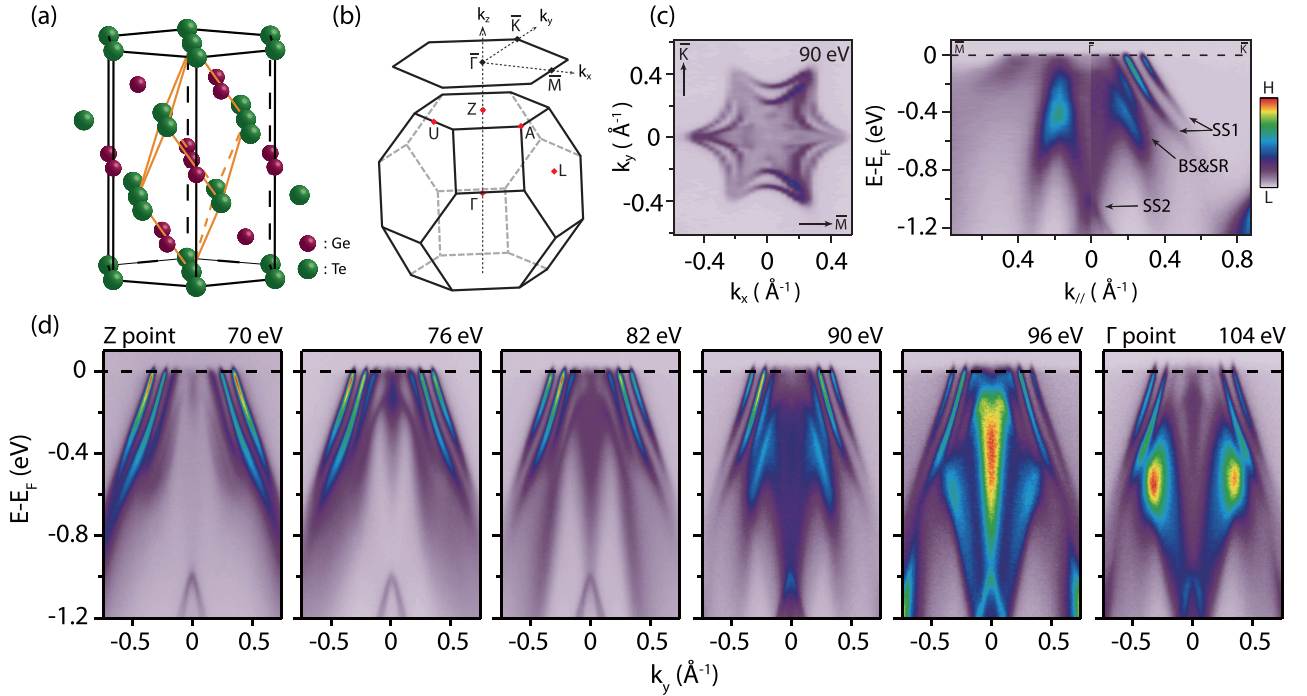 (a)
: Ge
: Te
(b)
k_z
k_y
K̅
Γ̅
k_x
M̅
Z
U
A
L
Γ
(c)
K̅
90 eV
0.4
0
-0.4
k_y ( Å⁻¹)
M̅
-0.4 0 0.4
k_x ( Å⁻¹)
M̅ Γ̅ K̅
0
-0.4
-0.8
-1.2
E-E_F (eV)
SS1
BS&SR
SS2
0.4 0 0.4 0.8
k_// ( Å⁻¹)
H
L
(d)
Z point 70 eV
76 eV
82 eV
90 eV
96 eV
Γ point 104 eV
0
-0.4
-0.8
-1.2
E-E_F (eV)
-0.5 0 0.5
-0.5 0 0.5
-0.5 0 0.5
-0.5 0 0.5
-0.5 0 0.5
-0.5 0 0.5
k_y (Å⁻¹)